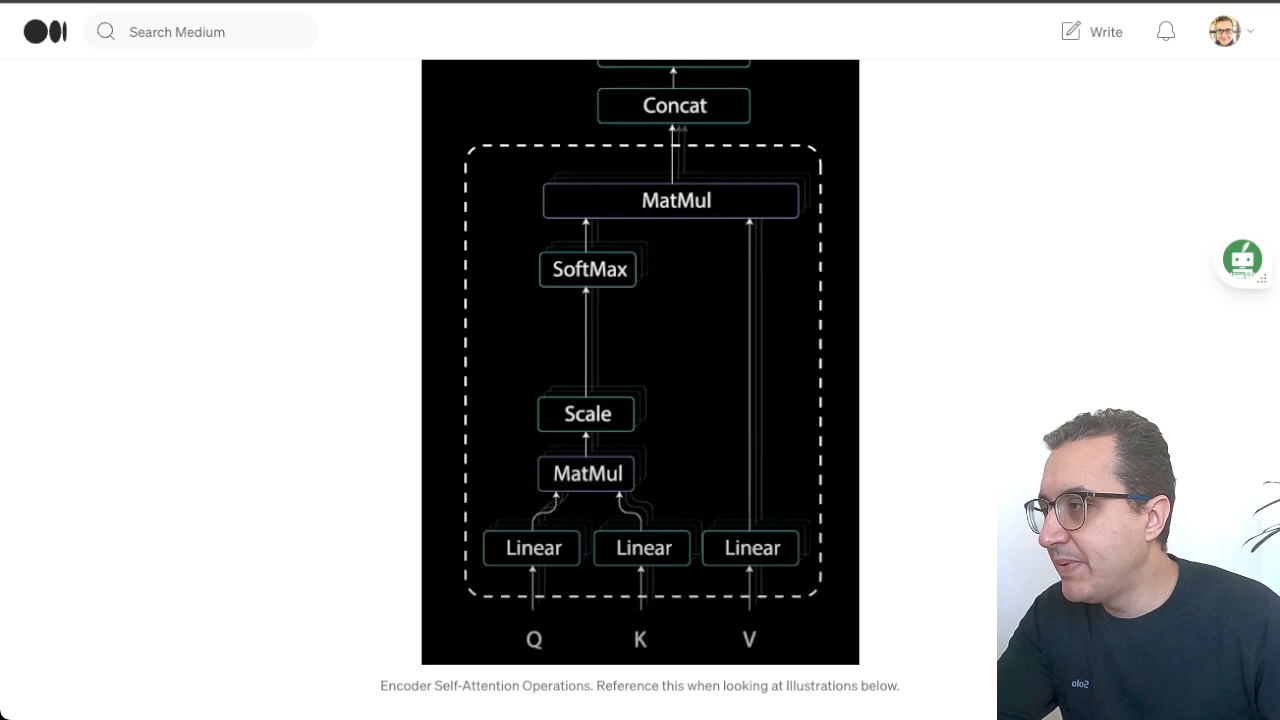 Search Medium
Write
Concat
MatMul
SoftMax
Scale
MatMul
Linear Linear Linear
Q K V
Encoder Self-Attention Operations. Reference this when looking at Illustrations below.
Solo